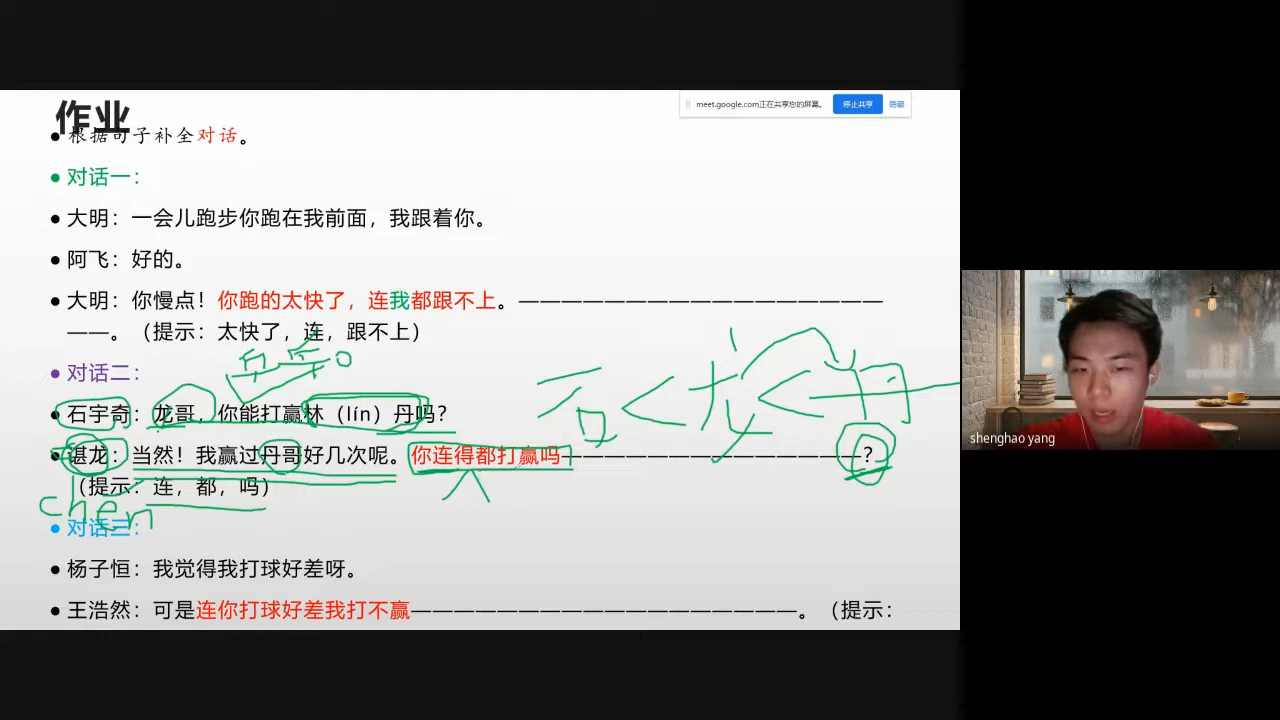 作业
meet.google.com正在共享您的屏幕。 停止共享 隐藏
● 根据句子补全对话。
● 对话一：
● 大明：一会儿跑步你跑在我前面，我跟着你。
● 阿飞：好的。
● 大明：你慢点！你跑的太快了，连我都跟不上。—————————————————
——。（提示：太快了，连，跟不上）
● 对话二：
● 石宇奇：龙哥，你能打赢林（lín）丹吗？
石<龙<丹
● 谌龙：当然！我赢过丹哥好几次呢。你连得都打赢吗——————————————？
（提示：连，都，吗）
chen
● 对话三：
● 杨子恒：我觉得我打球好差呀。
● 王浩然：可是连你打球好差我打不赢——————————————————。（提示：
shenghao yang